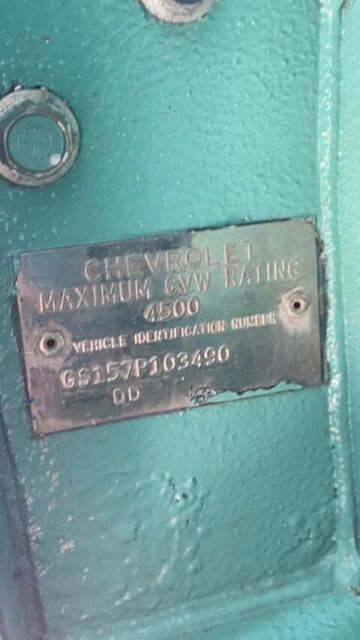 CHEVROLET
MAXIMUM GVW RATING
4500
VEHICLE IDENTIFICATION NUMBER
GS157P103490
DD